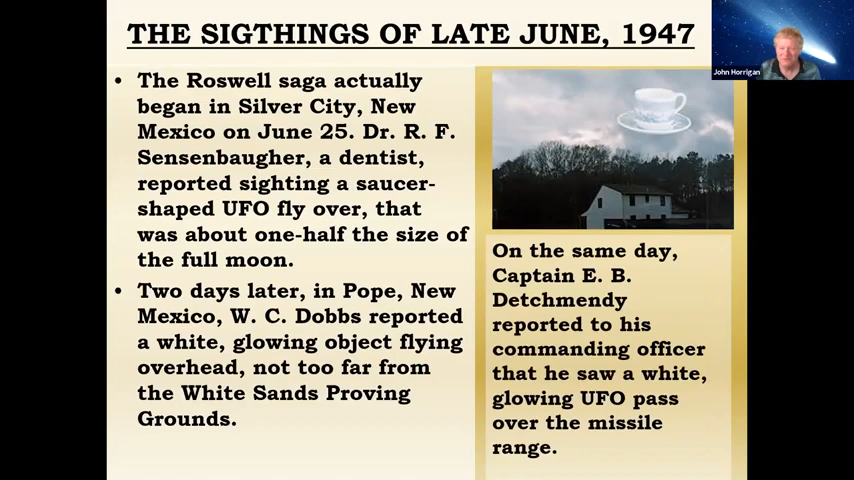 THE SIGTHINGS OF LATE JUNE, 1947
• The Roswell saga actually
began in Silver City, New
Mexico on June 25. Dr. R. F.
Sensenbaugher, a dentist,
reported sighting a saucer-
shaped UFO fly over, that
was about one-half the size of
the full moon.
• Two days later, in Pope, New
Mexico, W. C. Dobbs reported
a white, glowing object flying
overhead, not too far from
the White Sands Proving
Grounds.
On the same day,
Captain E. B.
Detchmendy
reported to his
commanding officer
that he saw a white,
glowing UFO pass
over the missile
range.
John Horrigan